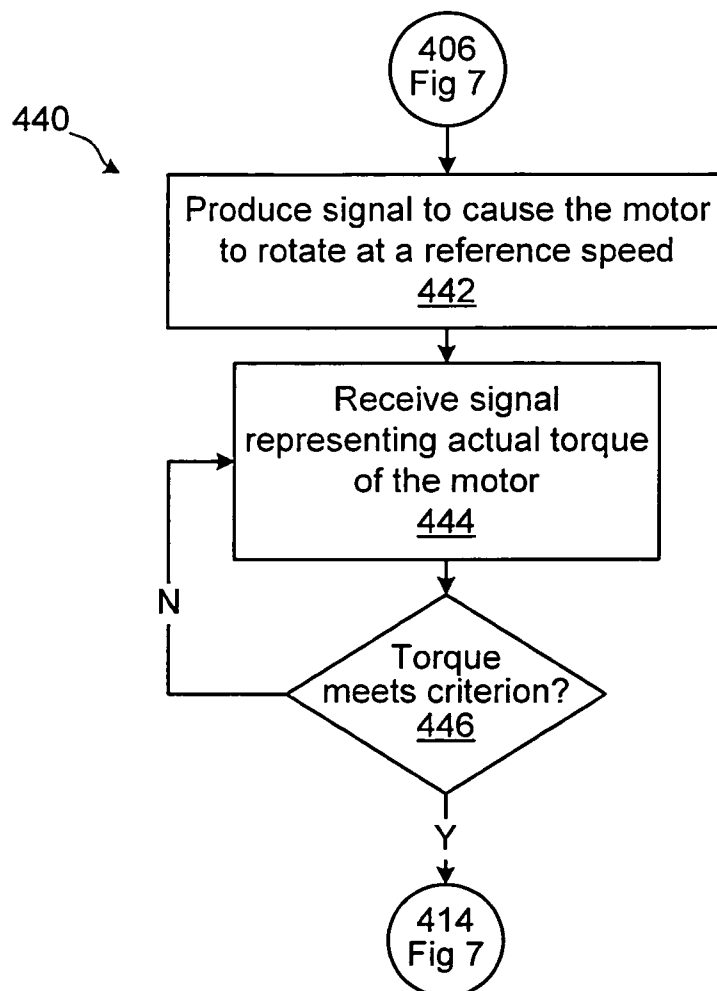 406
Fig 7
440
Produce signal to cause the motor
to rotate at a reference speed
442
Receive signal
representing actual torque
of the motor
444
N
Torque
meets criterion?
446
Y
414
Fig 7